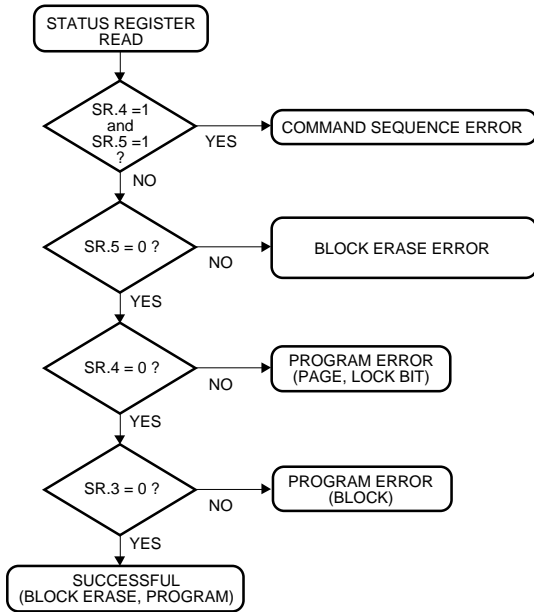 STATUS REGISTER
READ
SR.4 =1
and
SR.5 =1
?
YES
COMMAND SEQUENCE ERROR
NO
SR.5 = 0 ?
NO
BLOCK ERASE ERROR
YES
SR.4 = 0 ?
NO
PROGRAM ERROR
(PAGE, LOCK BIT)
YES
SR.3 = 0 ?
NO
PROGRAM ERROR
(BLOCK)
YES
SUCCESSFUL
(BLOCK ERASE, PROGRAM)